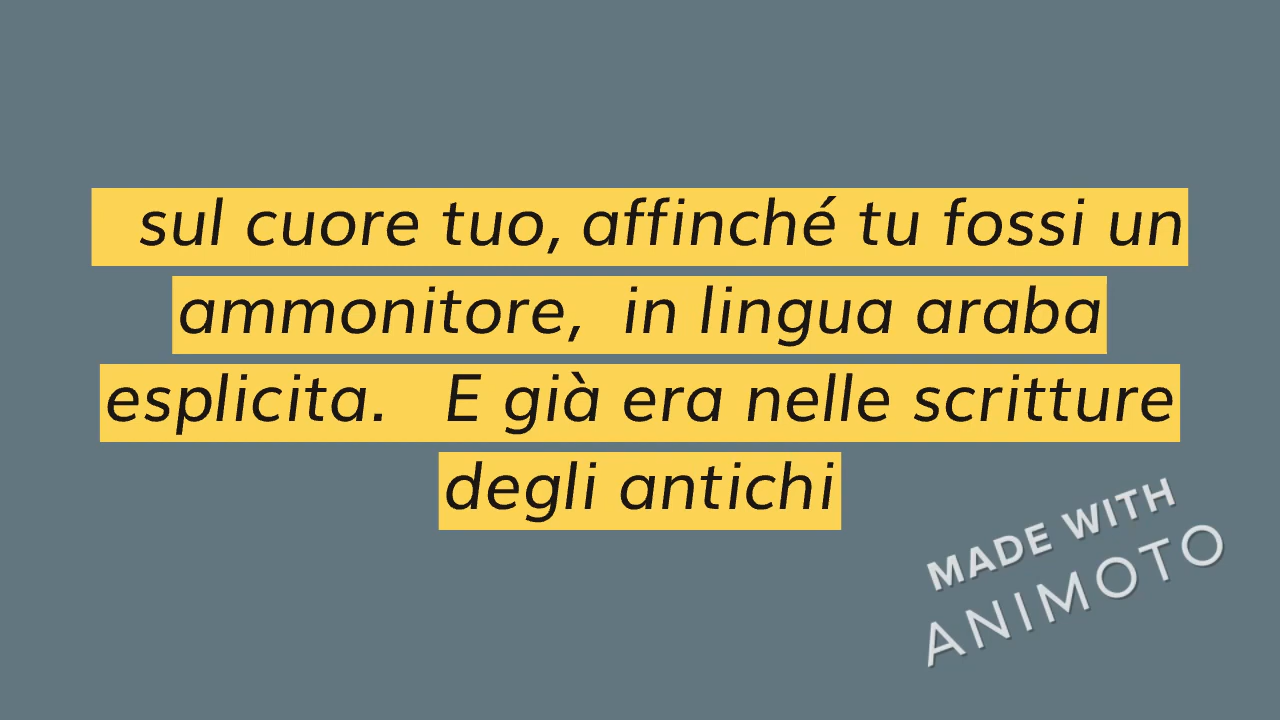 sul cuore tuo, affinché tu fossi un
ammonitore, in lingua araba
esplicita. E già era nelle scritture
degli antichi
MADE WITH
ANIMOTO